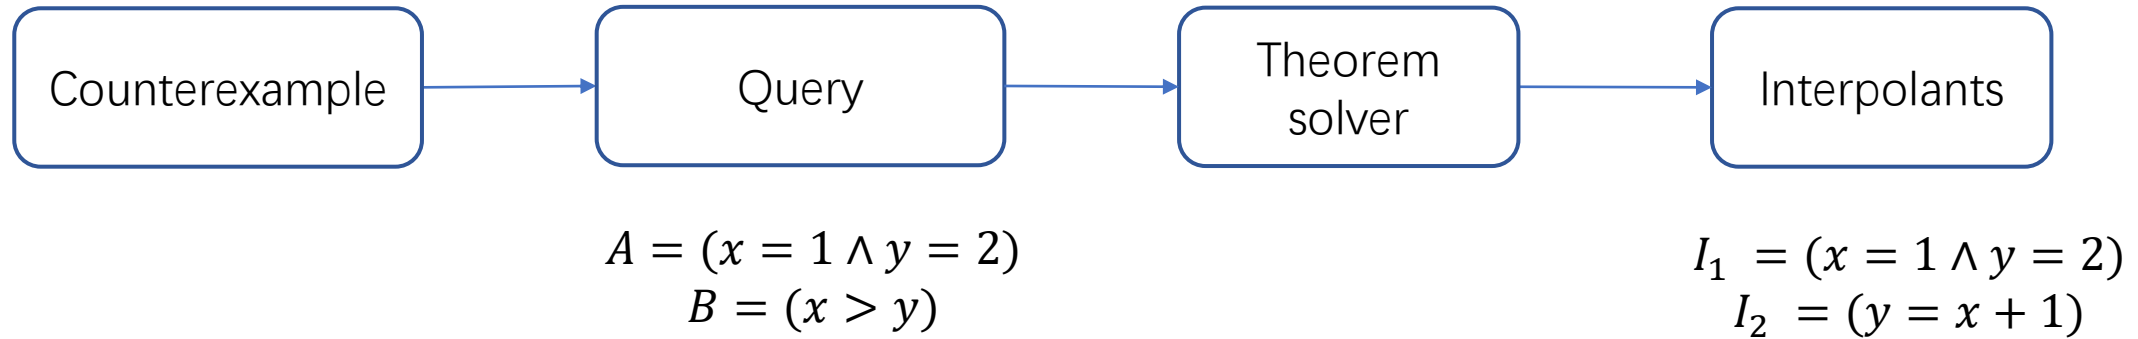 Counterexample
Query
Theorem
solver
Interpolants
A = (x = 1 ∧ y = 2)
B = (x > y)
I₁ = (x = 1 ∧ y = 2)
I₂ = (y = x + 1)